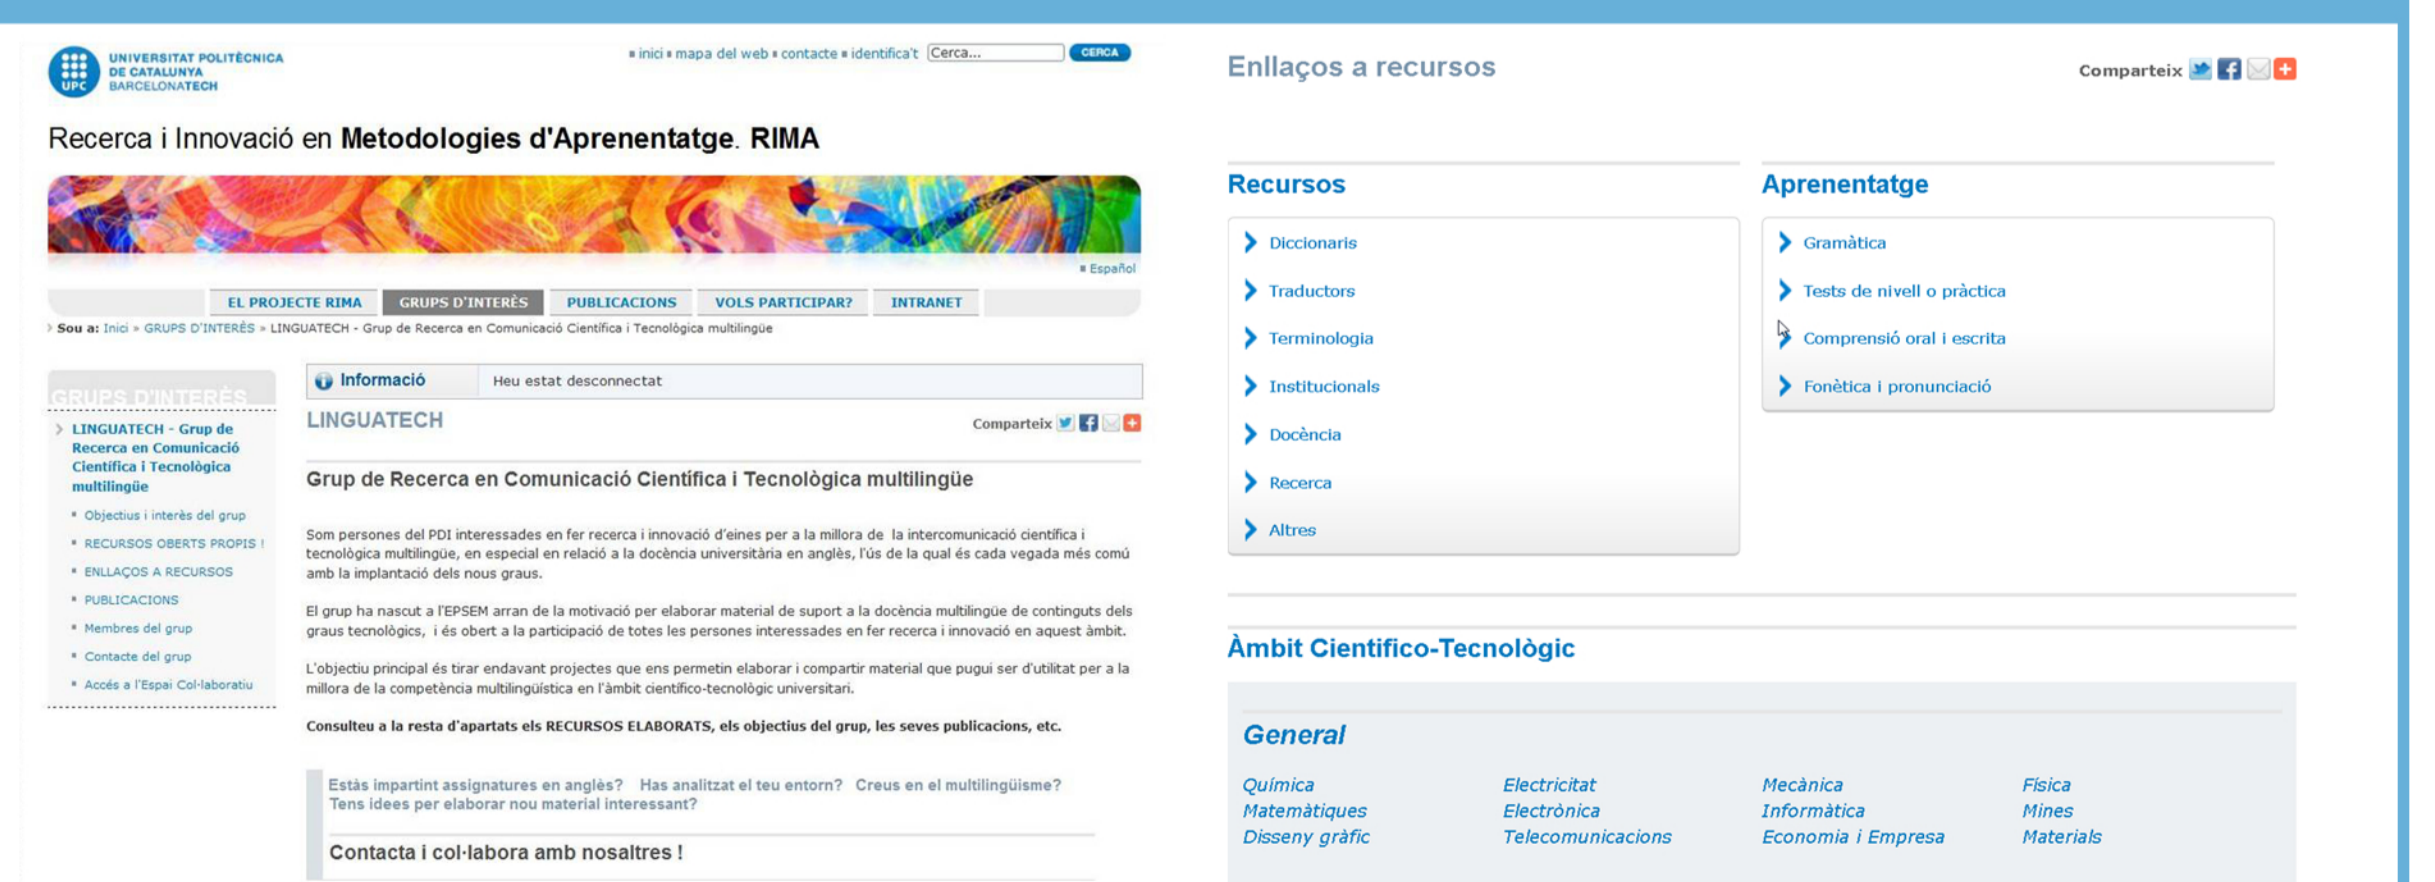 UNIVERSITAT POLITÈCNICA
DE CATALUNYA
BARCELONATECH
UPC
inici mapa del web contacte identifica't Cerca... CERCA
Recerca i Innovació en Metodologies d'Aprenentatge. RIMA
Español
EL PROJECTE RIMA GRUPS D'INTERÈS PUBLICACIONS VOLS PARTICIPAR? INTRANET
Sou a: Inici » GRUPS D'INTERÈS » LINGUATECH - Grup de Recerca en Comunicació Científica i Tecnològica multilingüe
GRUPS D'INTERÈS
LINGUATECH - Grup de
Recerca en Comunicació
Científica i Tecnològica
multilingüe
Objectius i interès del grup
RECURSOS OBERTS PROPIS !
ENLLAÇOS A RECURSOS
PUBLICACIONS
Membres del grup
Contacte del grup
Accés a l'Espai Col·laboratiu
Informació Heu estat desconnectat
LINGUATECH
Comparteix
Grup de Recerca en Comunicació Científica i Tecnològica multilingüe
Som persones del PDI interessades en fer recerca i innovació d'eines per a la millora de la intercomunicació científica i
tecnològica multilingüe, en especial en relació a la docència universitària en anglès, l'ús de la qual és cada vegada més comú
amb la implantació dels nous graus.
El grup ha nascut a l'EPSEM arran de la motivació per elaborar material de suport a la docència multilingüe de continguts dels
graus tecnològics, i és obert a la participació de totes les persones interessades en fer recerca i innovació en aquest àmbit.
L'objectiu principal és tirar endavant projectes que ens permetin elaborar i compartir material que pugui ser d'utilitat per a la
millora de la competència multilingüística en l'àmbit científico-tecnològic universitari.
Consulteu a la resta d'apartats els RECURSOS ELABORATS, els objectius del grup, les seves publicacions, etc.
Estàs impartint assignatures en anglès? Has analitzat el teu entorn? Creus en el multilingüisme?
Tens idees per elaborar nou material interessant?
Contacta i col·labora amb nosaltres !
Enllaços a recursos
Comparteix
Recursos
Diccionaris
Traductors
Terminologia
Institucionals
Docència
Recerca
Altres
Aprenentatge
Gramàtica
Tests de nivell o pràctica
Comprensió oral i escrita
Fonètica i pronunciació
Àmbit Cientifico-Tecnològic
General
Química Electricitat Mecànica Física
Matemàtiques Electrònica Informàtica Mines
Disseny gràfic Telecomunicacions Economia i Empresa Materials